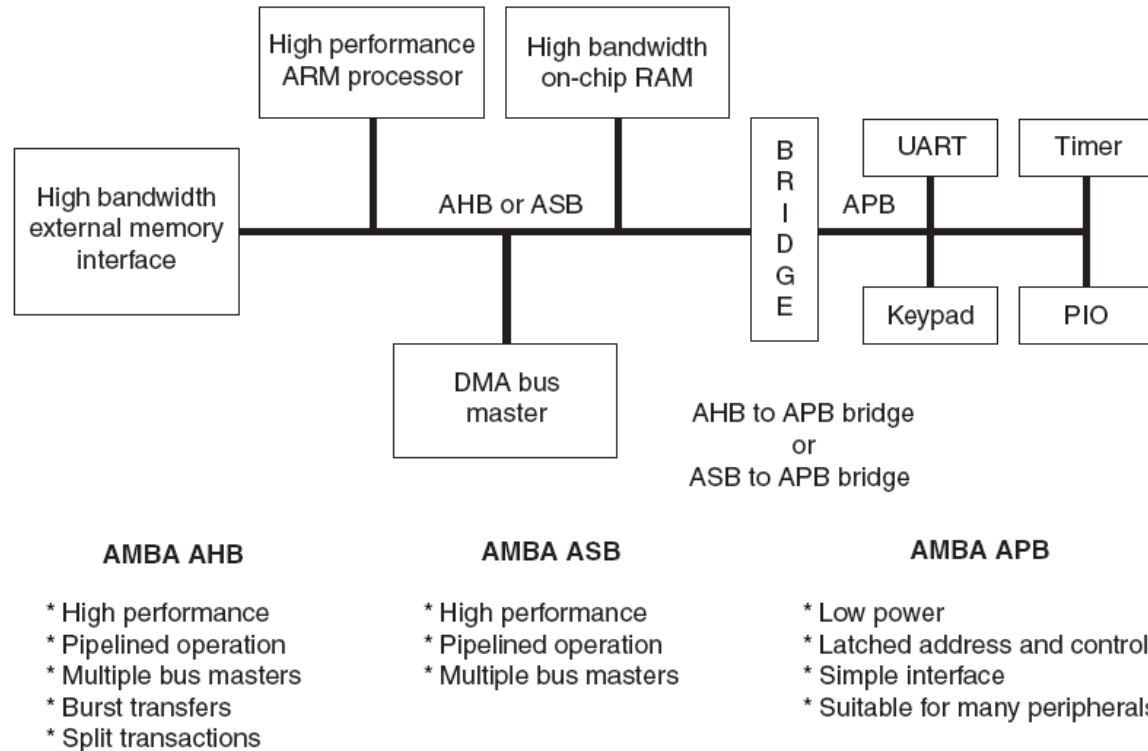 High performance
ARM processor
High bandwidth
on-chip RAM
High bandwidth
external memory
interface
AHB or ASB
B
R
I
D
G
E
APB
UART
Timer
Keypad
PIO
DMA bus
master
AHB to APB bridge
or
ASB to APB bridge
AMBA AHB
* High performance
* Pipelined operation
* Multiple bus masters
* Burst transfers
* Split transactions
AMBA ASB
* High performance
* Pipelined operation
* Multiple bus masters
AMBA APB
* Low power
* Latched address and control
* Simple interface
* Suitable for many peripherals